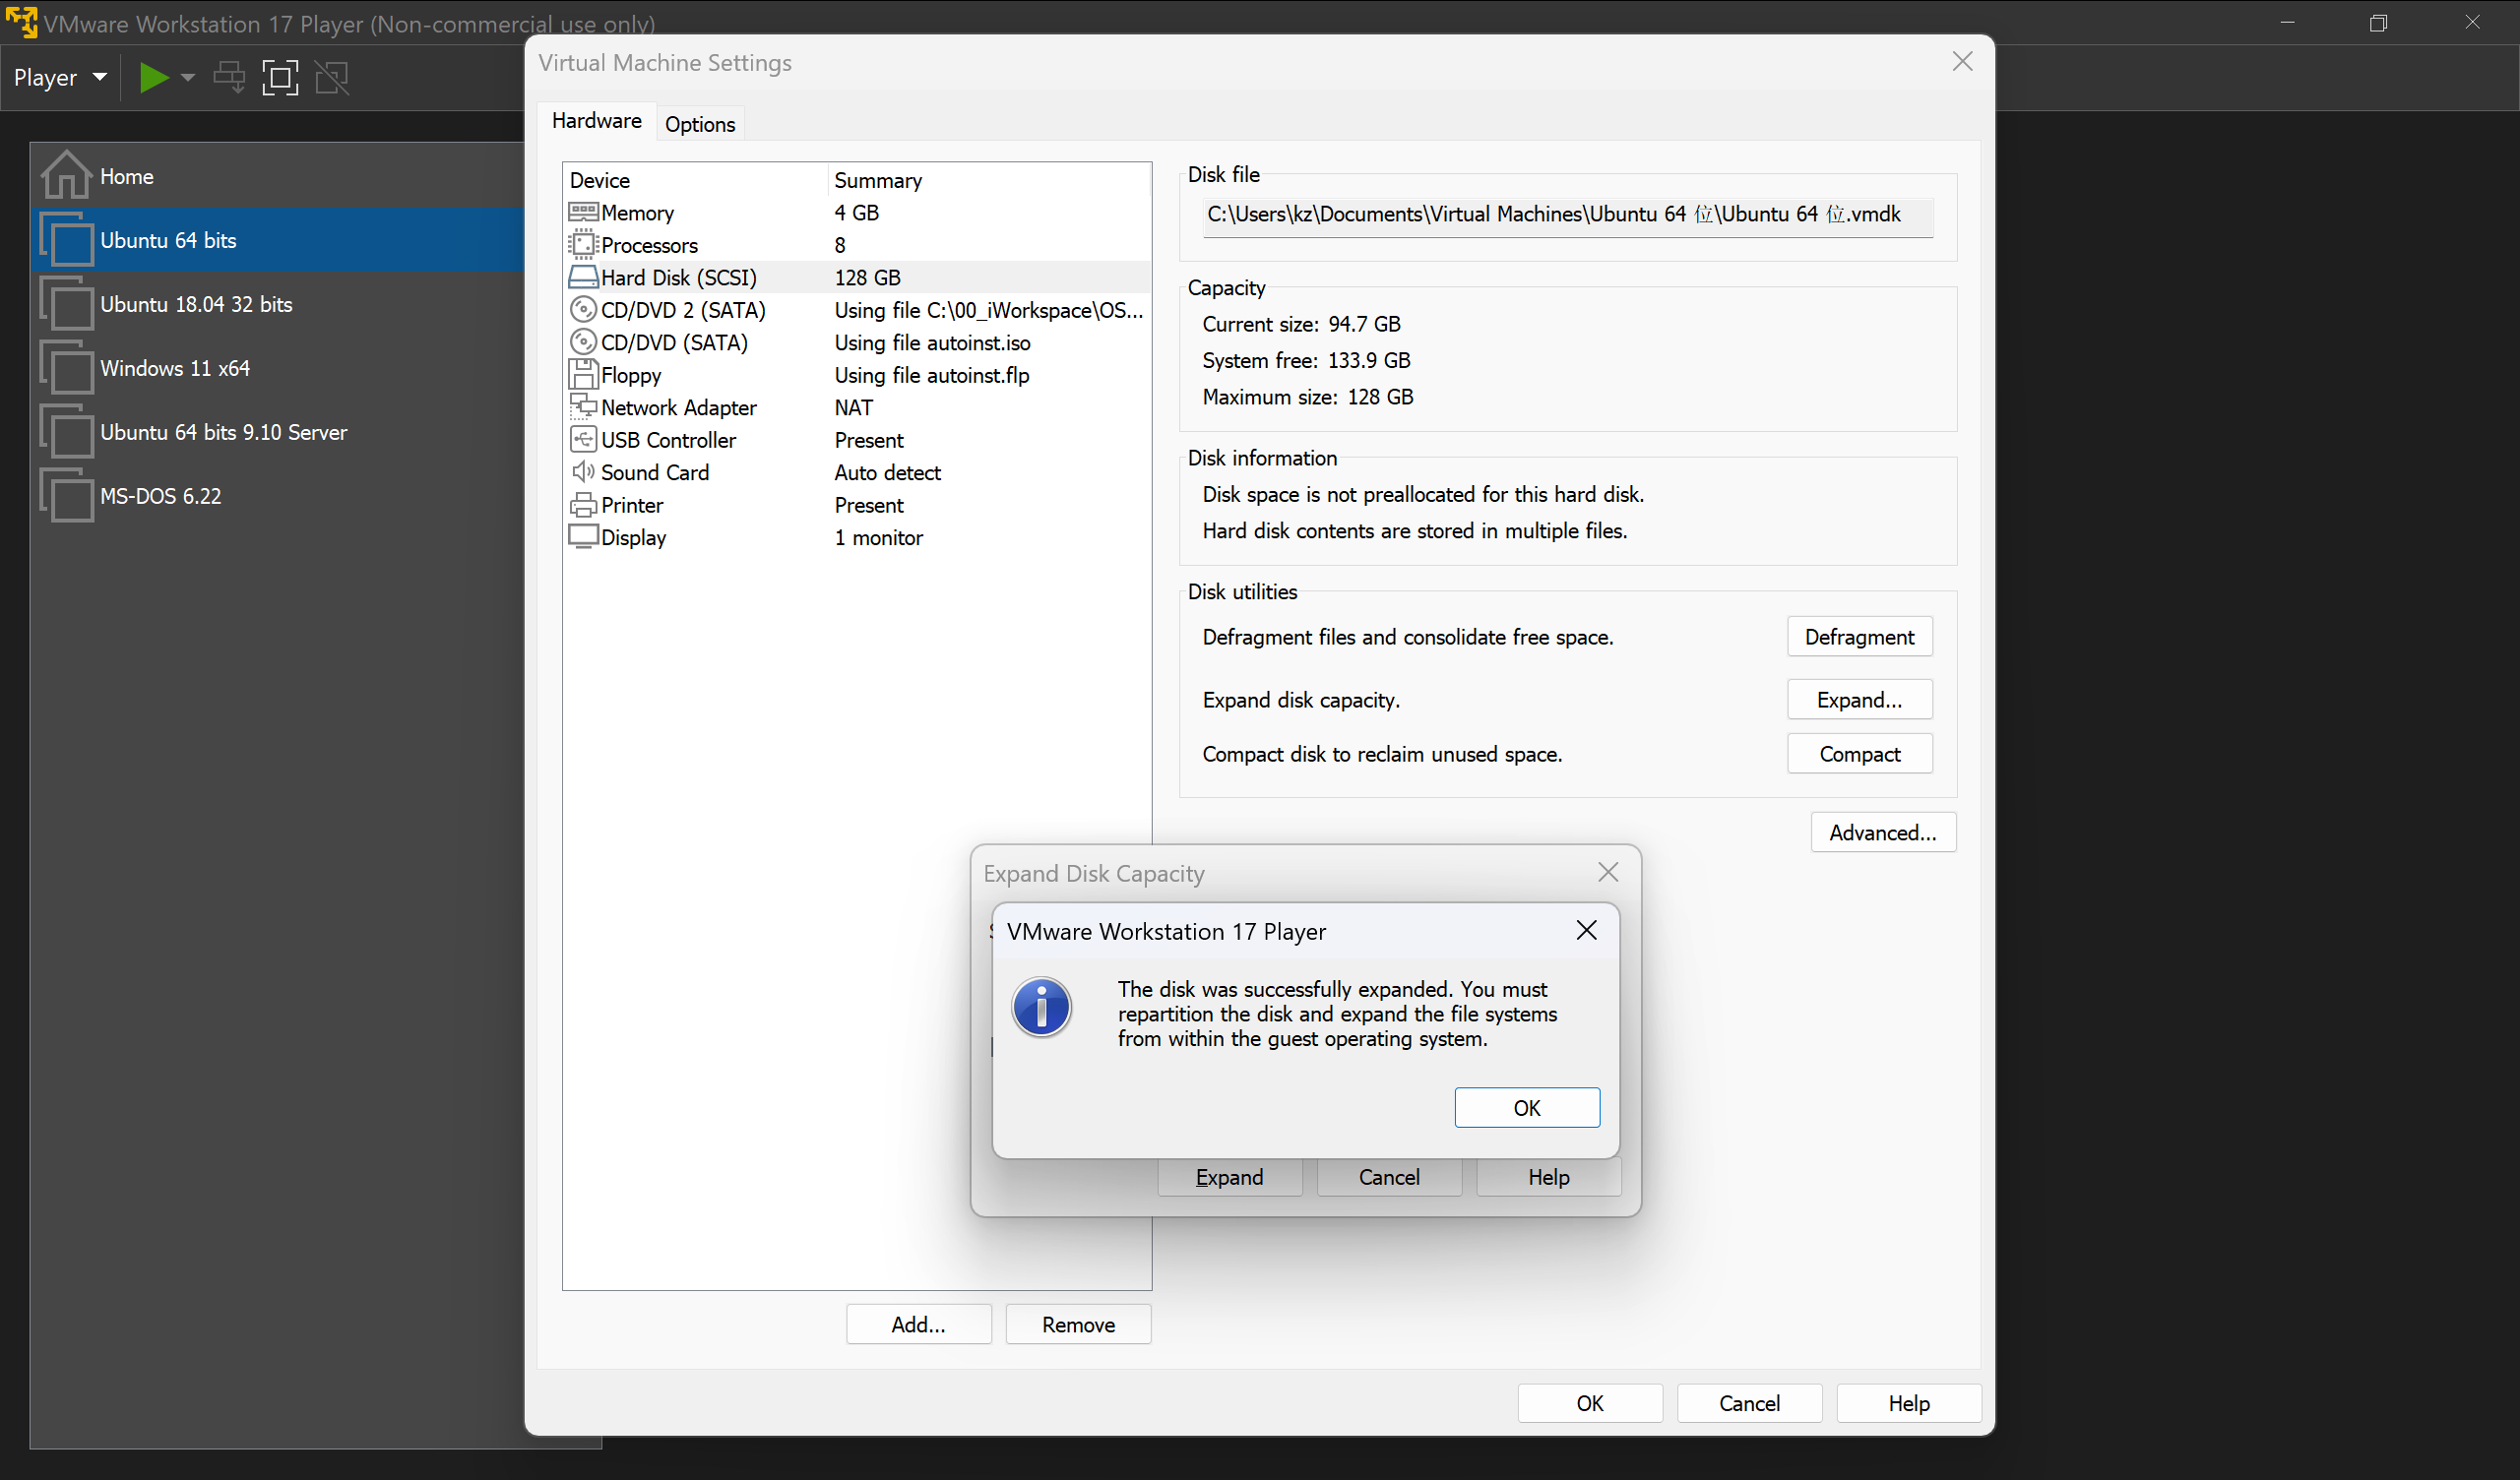 VMware Workstation 17 Player (Non-commercial use only)
Player
Home
Ubuntu 64 bits
Ubuntu 18.04 32 bits
Windows 11 x64
Ubuntu 64 bits 9.10 Server
MS-DOS 6.22
Virtual Machine Settings
Hardware Options
Device Summary
Memory 4 GB
Processors 8
Hard Disk (SCSI) 128 GB
CD/DVD 2 (SATA) Using file C:\00_iWorkspace\OS...
CD/DVD (SATA) Using file autoinst.iso
Floppy Using file autoinst.flp
Network Adapter NAT
USB Controller Present
Sound Card Auto detect
Printer Present
Display 1 monitor
Add... Remove
Disk file
C:\Users\kz\Documents\Virtual Machines\Ubuntu 64 位\Ubuntu 64 位.vmdk
Capacity
Current size: 94.7 GB
System free: 133.9 GB
Maximum size: 128 GB
Disk information
Disk space is not preallocated for this hard disk.
Hard disk contents are stored in multiple files.
Disk utilities
Defragment files and consolidate free space. Defragment
Expand disk capacity. Expand...
Compact disk to reclaim unused space. Compact
Advanced...
Expand Disk Capacity
VMware Workstation 17 Player
The disk was successfully expanded. You must
repartition the disk and expand the file systems
from within the guest operating system.
OK
Expand Cancel Help
OK Cancel Help